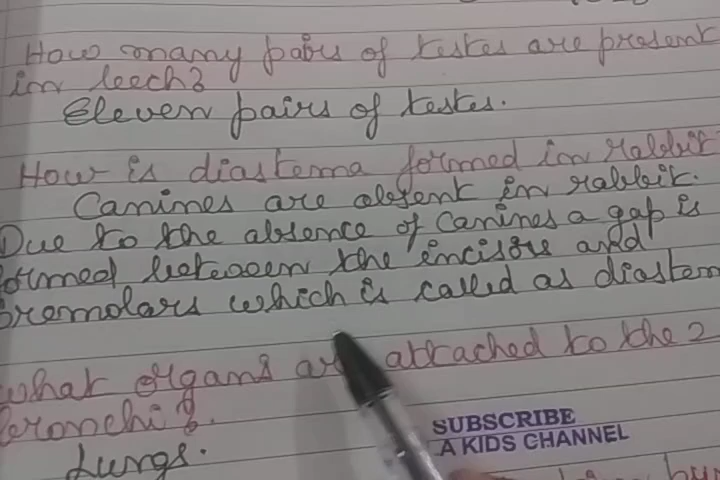 How many pairs of testes are present
in leech?
Eleven pairs of testes.
How is diastema formed in rabbit
Canines are absent in rabbit.
Due to the absence of canines a gap is
formed between the incisors and
premolars which is called as diastem
what organs are attached to the 2
Bronchi?
Lungs.
SUBSCRIBE
A KIDS CHANNEL